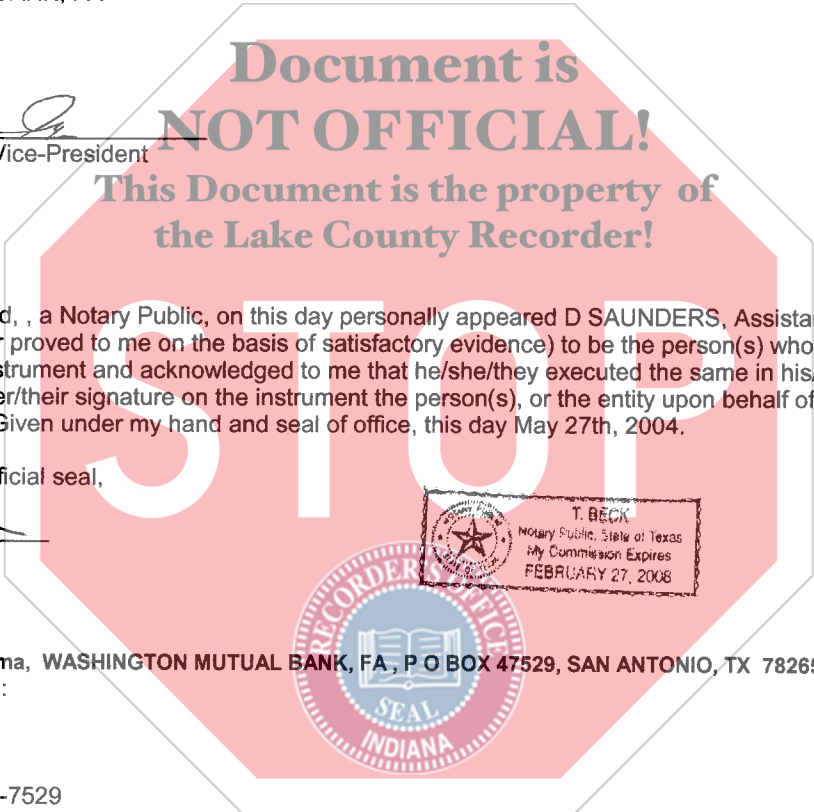 Document is
NOT OFFICIAL!
Vice-President
This Document is the property of
the Lake County Recorder!
d, , a Notary Public, on this day personally appeared D SAUNDERS, Assista
r proved to me on the basis of satisfactory evidence) to be the person(s) who
strument and acknowledged to me that he/she/they executed the same in his/
er/their signature on the instrument the person(s), or the entity upon behalf of
Given under my hand and seal of office, this day May 27th, 2004.
STOP
ficial seal,
T. BECK
Notary Public, State of Texas
My Commission Expires
FEBRUARY 27, 2008
RECORDER'S OFFICE
na, WASHINGTON MUTUAL BANK, FA , P O BOX 47529, SAN ANTONIO, TX 78265
:
SEAL
INDIANA
-7529